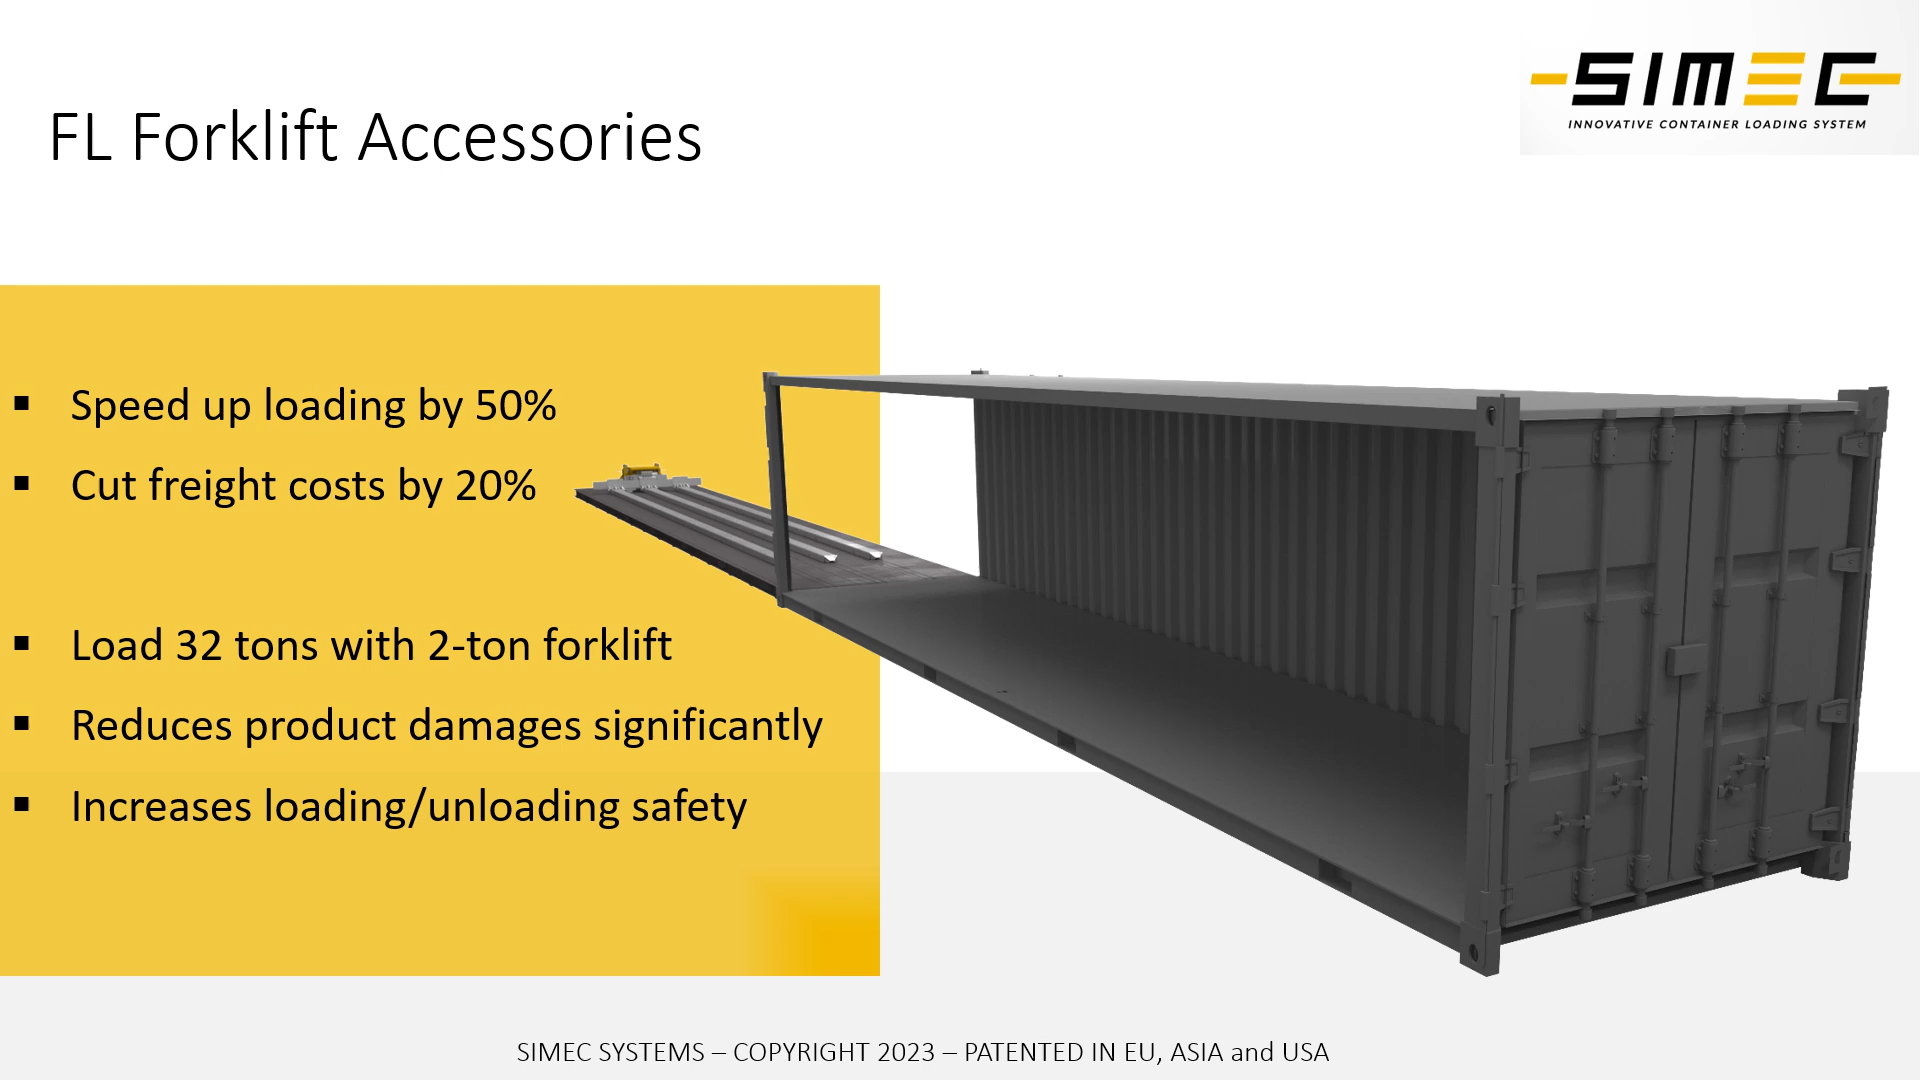 SIMEC
INNOVATIVE CONTAINER LOADING SYSTEM
FL Forklift Accessories
▪ Speed up loading by 50%
▪ Cut freight costs by 20%
▪ Load 32 tons with 2-ton forklift
▪ Reduces product damages significantly
▪ Increases loading/unloading safety
SIMEC SYSTEMS – COPYRIGHT 2023 – PATENTED IN EU, ASIA and USA